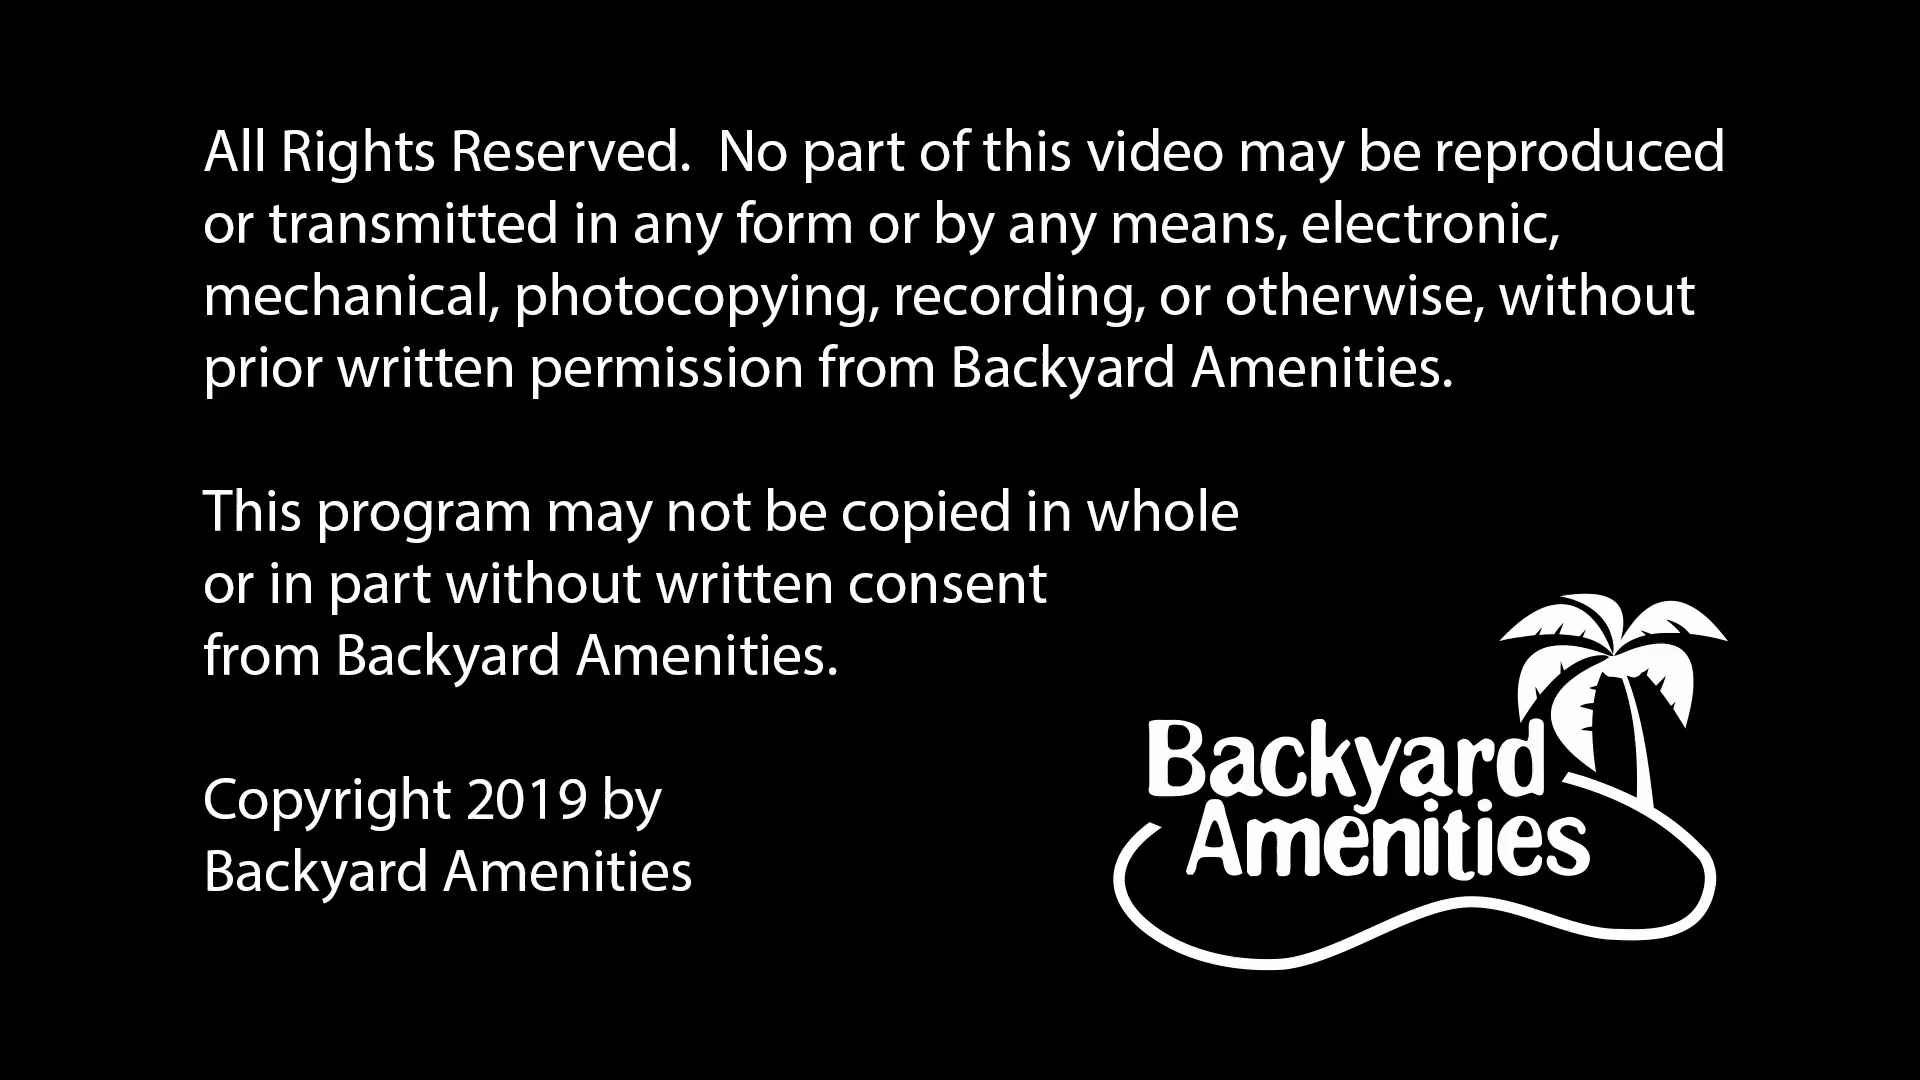 All Rights Reserved.  No part of this video may be reproduced
or transmitted in any form or by any means, electronic,
mechanical, photocopying, recording, or otherwise, without
prior written permission from Backyard Amenities.
This program may not be copied in whole
or in part without written consent
from Backyard Amenities.
Copyright 2019 by
Backyard Amenities
Backyard
Amenities